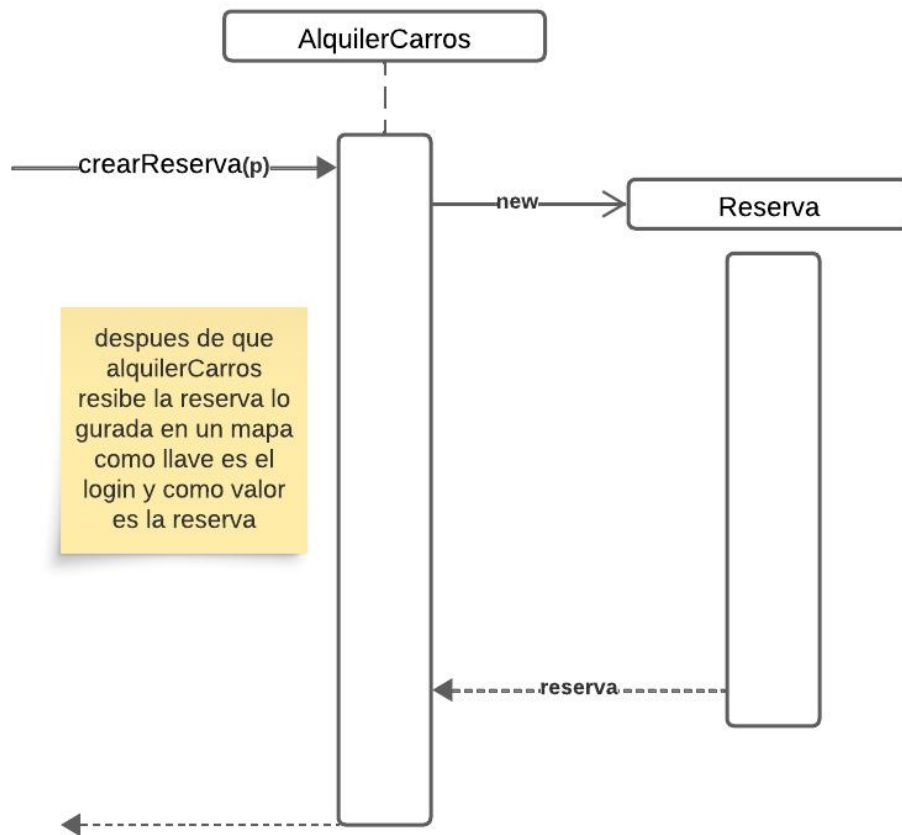 AlquilerCarros
crearReserva(p)
new
Reserva
despues de que
alquilerCarros
resibe la reserva lo
gurada en un mapa
como llave es el
login y como valor
es la reserva
reserva